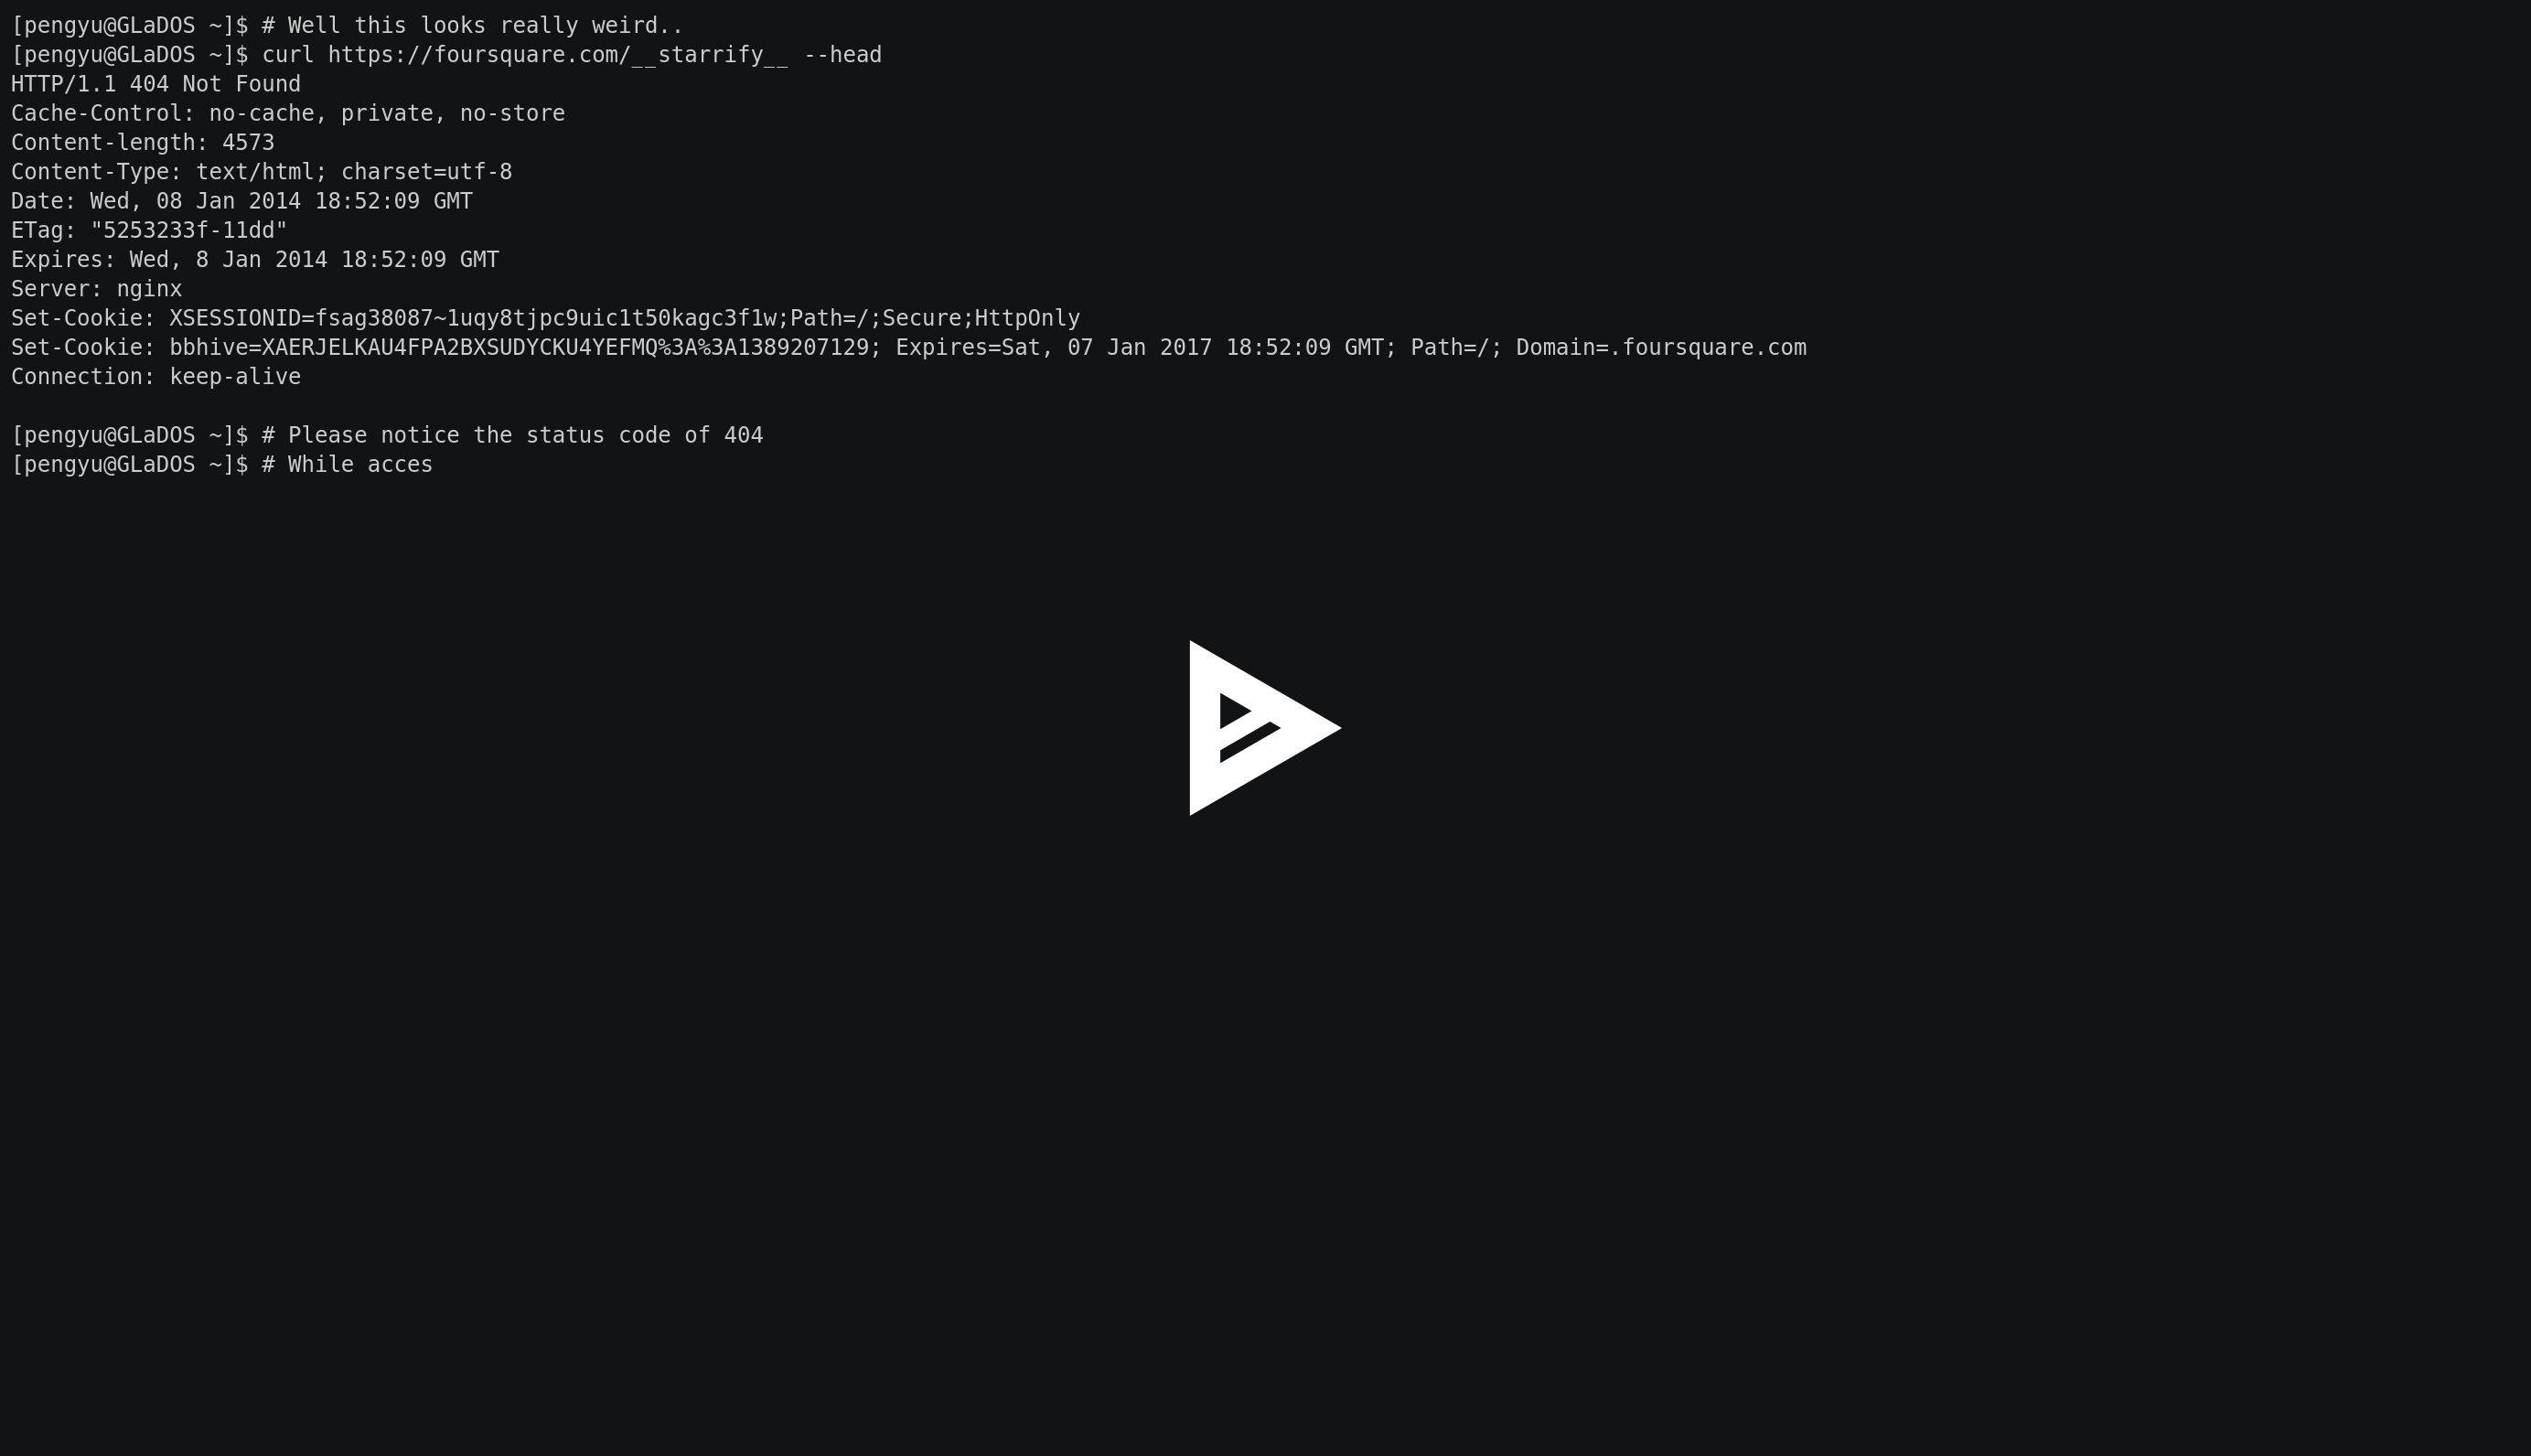 [pengyu@GLaDOS ~]$ # Well this looks really weird..
[pengyu@GLaDOS ~]$ curl https://foursquare.com/__starrify__ --head
HTTP/1.1 404 Not Found
Cache-Control: no-cache, private, no-store
Content-length: 4573
Content-Type: text/html; charset=utf-8
Date: Wed, 08 Jan 2014 18:52:09 GMT
ETag: "5253233f-11dd"
Expires: Wed, 8 Jan 2014 18:52:09 GMT
Server: nginx
Set-Cookie: XSESSIONID=fsag38087~1uqy8tjpc9uic1t50kagc3f1w;Path=/;Secure;HttpOnly
Set-Cookie: bbhive=XAERJELKAU4FPA2BXSUDYCKU4YEFMQ%3A%3A1389207129; Expires=Sat, 07 Jan 2017 18:52:09 GMT; Path=/; Domain=.foursquare.com
Connection: keep-alive
[pengyu@GLaDOS ~]$ # Please notice the status code of 404
[pengyu@GLaDOS ~]$ # While acces